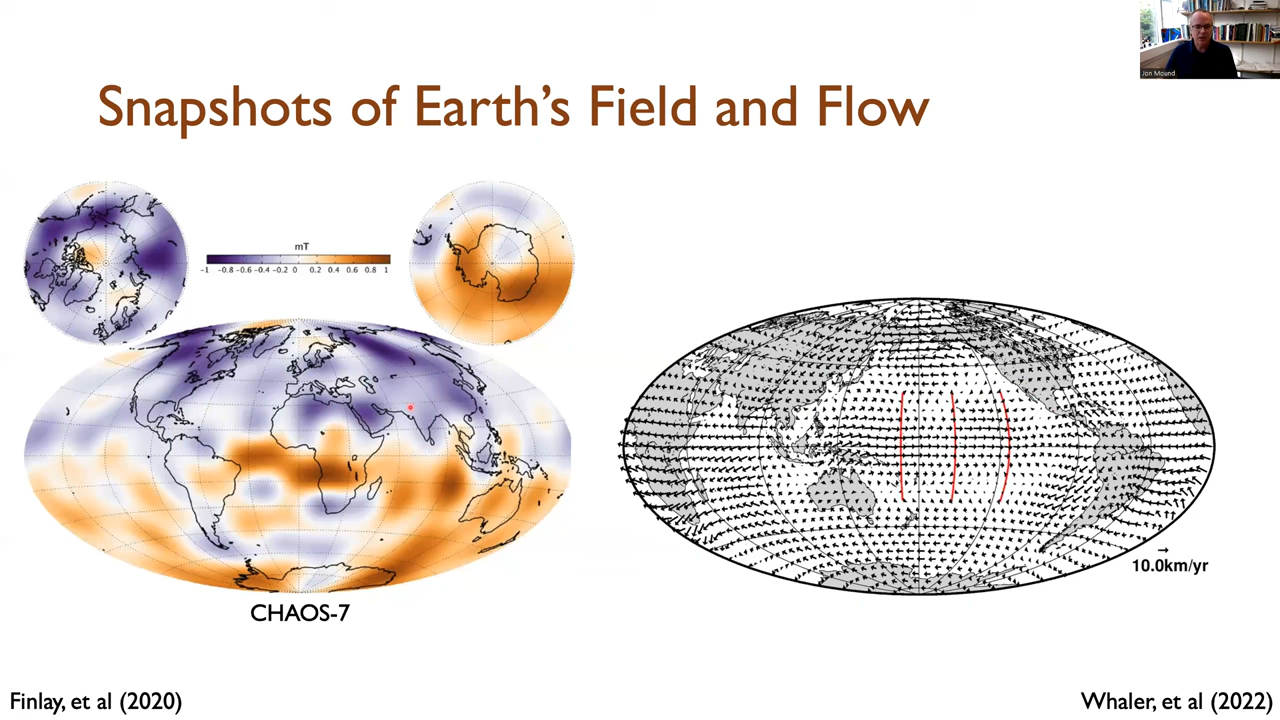 Jon Mound
Snapshots of Earth's Field and Flow
mT
-1 -0.8 -0.6 -0.4 -0.2 0 0.2 0.4 0.6 0.8 1
10.0km/yr
CHAOS-7
Finlay, et al (2020)
Whaler, et al (2022)